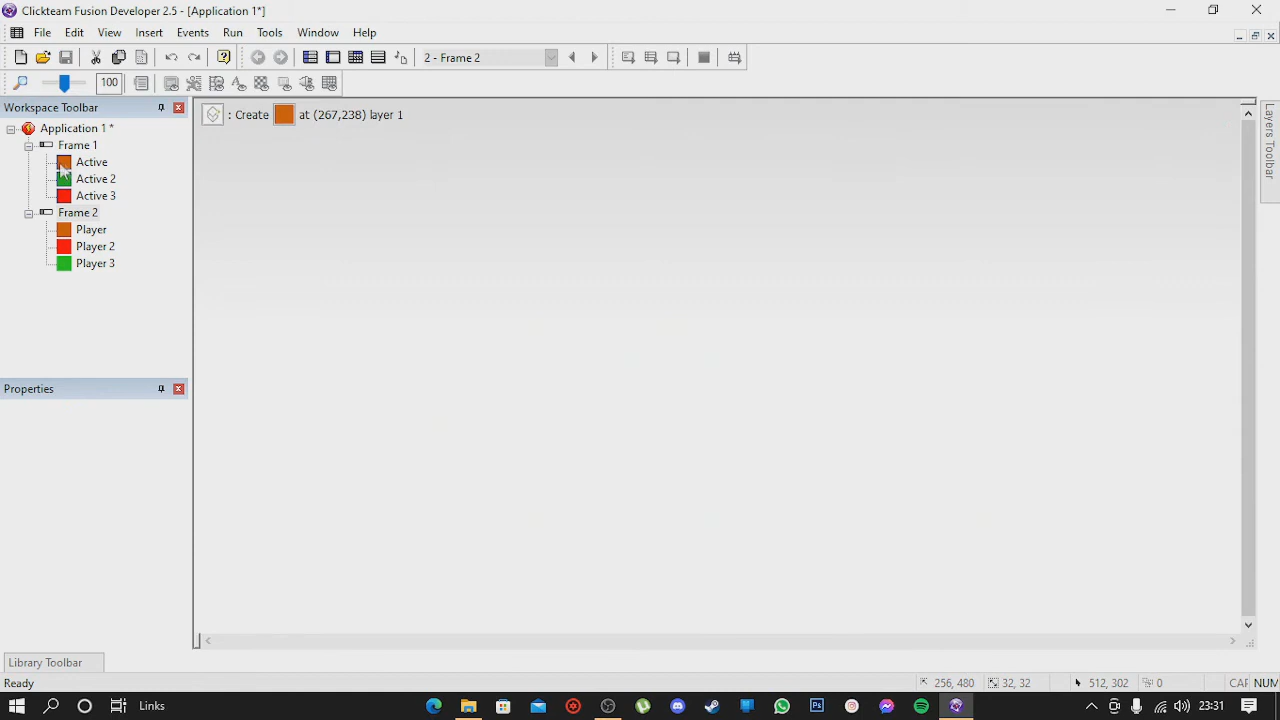 Clickteam Fusion Developer 2.5 - [Application 1*]
File Edit View Insert Events Run Tools Window Help
2 - Frame 2
100
Workspace Toolbar
Application 1 *
Frame 1
Active
Active 2
Active 3
Frame 2
Player
Player 2
Player 3
: Create at (267,238) layer 1
Layers Toolbar
Properties
Library Toolbar
Ready
256, 480
32, 32
512, 302
0
CAP
NUM
Links
23:31